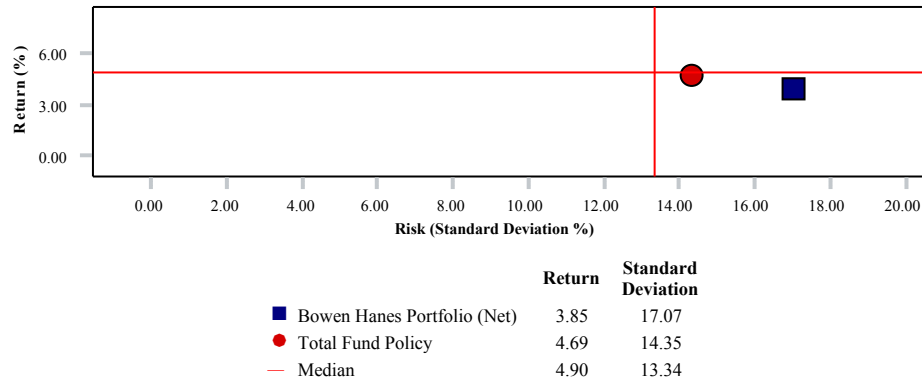 Return (%)
6.00
3.00
0.00
0.00 2.00 4.00 6.00 8.00 10.00 12.00 14.00 16.00 18.00 20.00
Risk (Standard Deviation %)
Return Standard Deviation
Bowen Hanes Portfolio (Net) 3.85 17.07
Total Fund Policy 4.69 14.35
Median 4.90 13.34